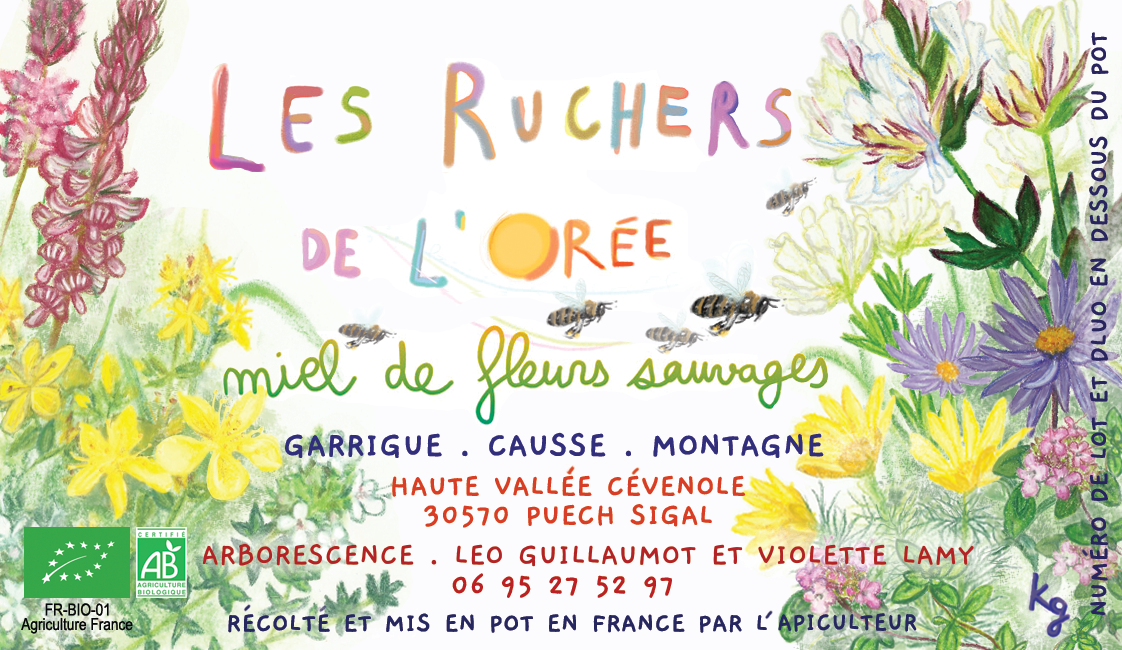 LES RUCHERS
DE L'ORÉE
miel de fleurs sauvages
GARRIGUE . CAUSSE . MONTAGNE
HAUTE VALLÉE CÉVENOLE
30570 PUECH SIGAL
ARBORESCENCE . LEO GUILLAUMOT ET VIOLETTE LAMY
06 95 27 52 97
RÉCOLTÉ ET MIS EN POT EN FRANCE PAR L'APICULTEUR
CERTIFIÉ
AB
AGRICULTURE
BIOLOGIQUE
FR-BIO-01
Agriculture France
Kg
NUMÉRO DE LOT ET DLUO EN DESSOUS DU POT